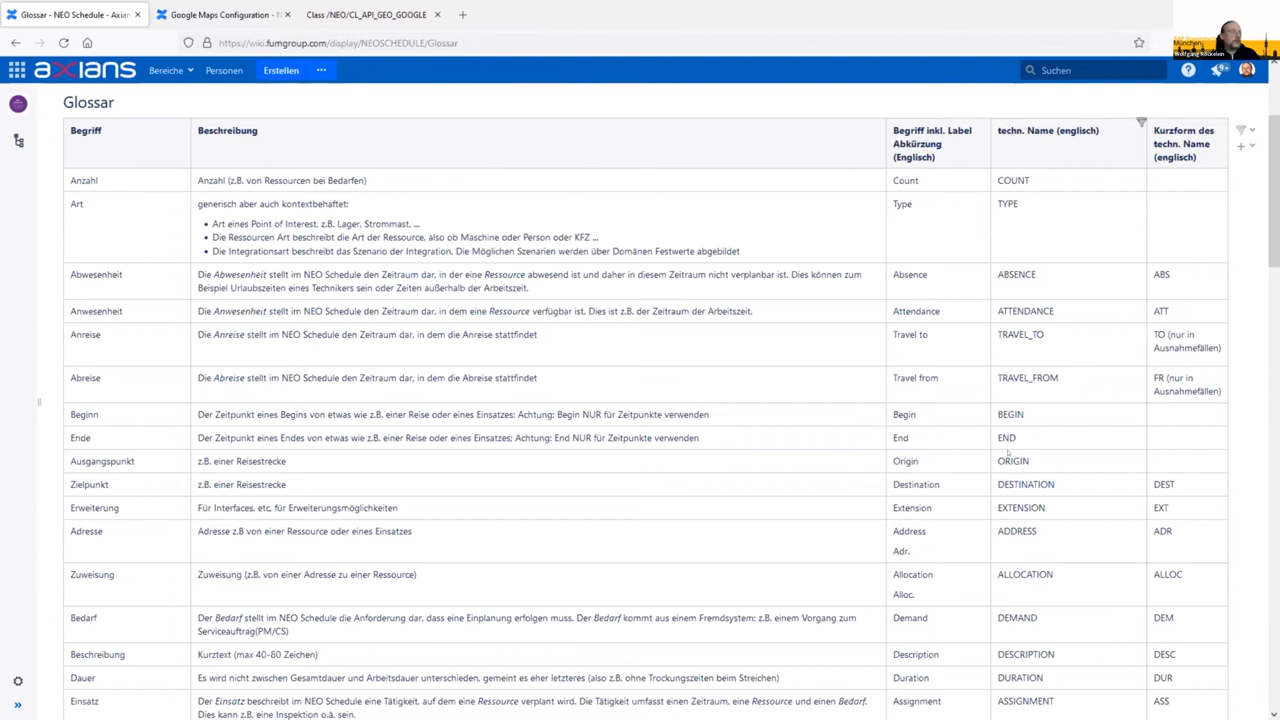 Glossar - NEO Schedule - Axian
Google Maps Configuration - N
Class /NEO/CL_API_GEO_GOOGLE
https://wiki.fumgroup.com/display/NEOSCHEDULE/Glossar
München
Wolfgang Röckelein
axians
Bereiche
Personen
Erstellen
Suchen
9+
Glossar
Begriff
Beschreibung
Begriff inkl. Label
Abkürzung
(Englisch)
techn. Name (englisch)
Kurzform des
techn. Name
(englisch)
Anzahl
Anzahl (z.B. von Ressourcen bei Bedarfen)
Count
COUNT
Art
generisch aber auch kontextbehaftet:
• Art eines Point of Interest, z.B. Lager, Strommast, ...
• Die Ressourcen Art beschreibt die Art der Ressource, also ob Maschine oder Person oder KFZ ...
• Die Integrationsart beschreibt das Szenario der Integration. Die Möglichen Szenarien werden über Domänen Festwerte abgebildet
Type
TYPE
Abwesenheit
Die Abwesenheit stellt im NEO Schedule den Zeitraum dar, in der eine Ressource abwesend ist und daher in diesem Zeitraum nicht verplanbar ist. Dies können zum
Beispiel Urlaubszeiten eines Technikers sein oder Zeiten außerhalb der Arbeitszeit.
Absence
ABSENCE
ABS
Anwesenheit
Die Anwesenheit stellt im NEO Schedule den Zeitraum dar, in dem eine Ressource verfügbar ist. Dies ist z.B. der Zeitraum der Arbeitszeit.
Attendance
ATTENDANCE
ATT
Anreise
Die Anreise stellt im NEO Schedule den Zeitraum dar, in dem die Anreise stattfindet
Travel to
TRAVEL_TO
TO (nur in
Ausnahmefällen)
Abreise
Die Abreise stellt im NEO Schedule den Zeitraum dar, in dem die Abreise stattfindet
Travel from
TRAVEL_FROM
FR (nur in
Ausnahmefällen)
Beginn
Der Zeitpunkt eines Begins von etwas wie z.B. einer Reise oder eines Einsatzes; Achtung: Begin NUR für Zeitpunkte verwenden
Begin
BEGIN
Ende
Der Zeitpunkt eines Endes von etwas wie z.B. einer Reise oder eines Einsatzes; Achtung: End NUR für Zeitpunkte verwenden
End
END
Ausgangspunkt
z.B. einer Reisestrecke
Origin
ORIGIN
Zielpunkt
z.B. einer Reisestrecke
Destination
DESTINATION
DEST
Erweiterung
Für Interfaces, etc, für Erweiterungsmöglichkeiten
Extension
EXTENSION
EXT
Adresse
Adresse z.B von einer Ressource oder eines Einsatzes
Address
Adr.
ADDRESS
ADR
Zuweisung
Zuweisung (z.B. von einer Adresse zu einer Ressource)
Allocation
Alloc.
ALLOCATION
ALLOC
Bedarf
Der Bedarf stellt im NEO Schedule die Anforderung dar, dass eine Einplanung erfolgen muss. Der Bedarf kommt aus einem Fremdsystem; z.B. einem Vorgang zum
Serviceauftrag(PM/CS)
Demand
DEMAND
DEM
Beschreibung
Kurztext (max 40-80 Zeichen)
Description
DESCRIPTION
DESC
Dauer
Es wird nicht zwischen Gesamtdauer und Arbeitsdauer unterschieden, gemeint es eher letzteres (also z.B. ohne Trocknungszeiten beim Streichen)
Duration
DURATION
DUR
Einsatz
Der Einsatz beschreibt im NEO Schedule eine Tätigkeit, auf dem eine Ressource verplant wird. Die Tätigkeit umfasst einen Zeitraum, eine Ressource und einen Bedarf.
Dies kann z.B. eine Inspektion o.ä. sein.
Assignment
ASSIGNMENT
ASS